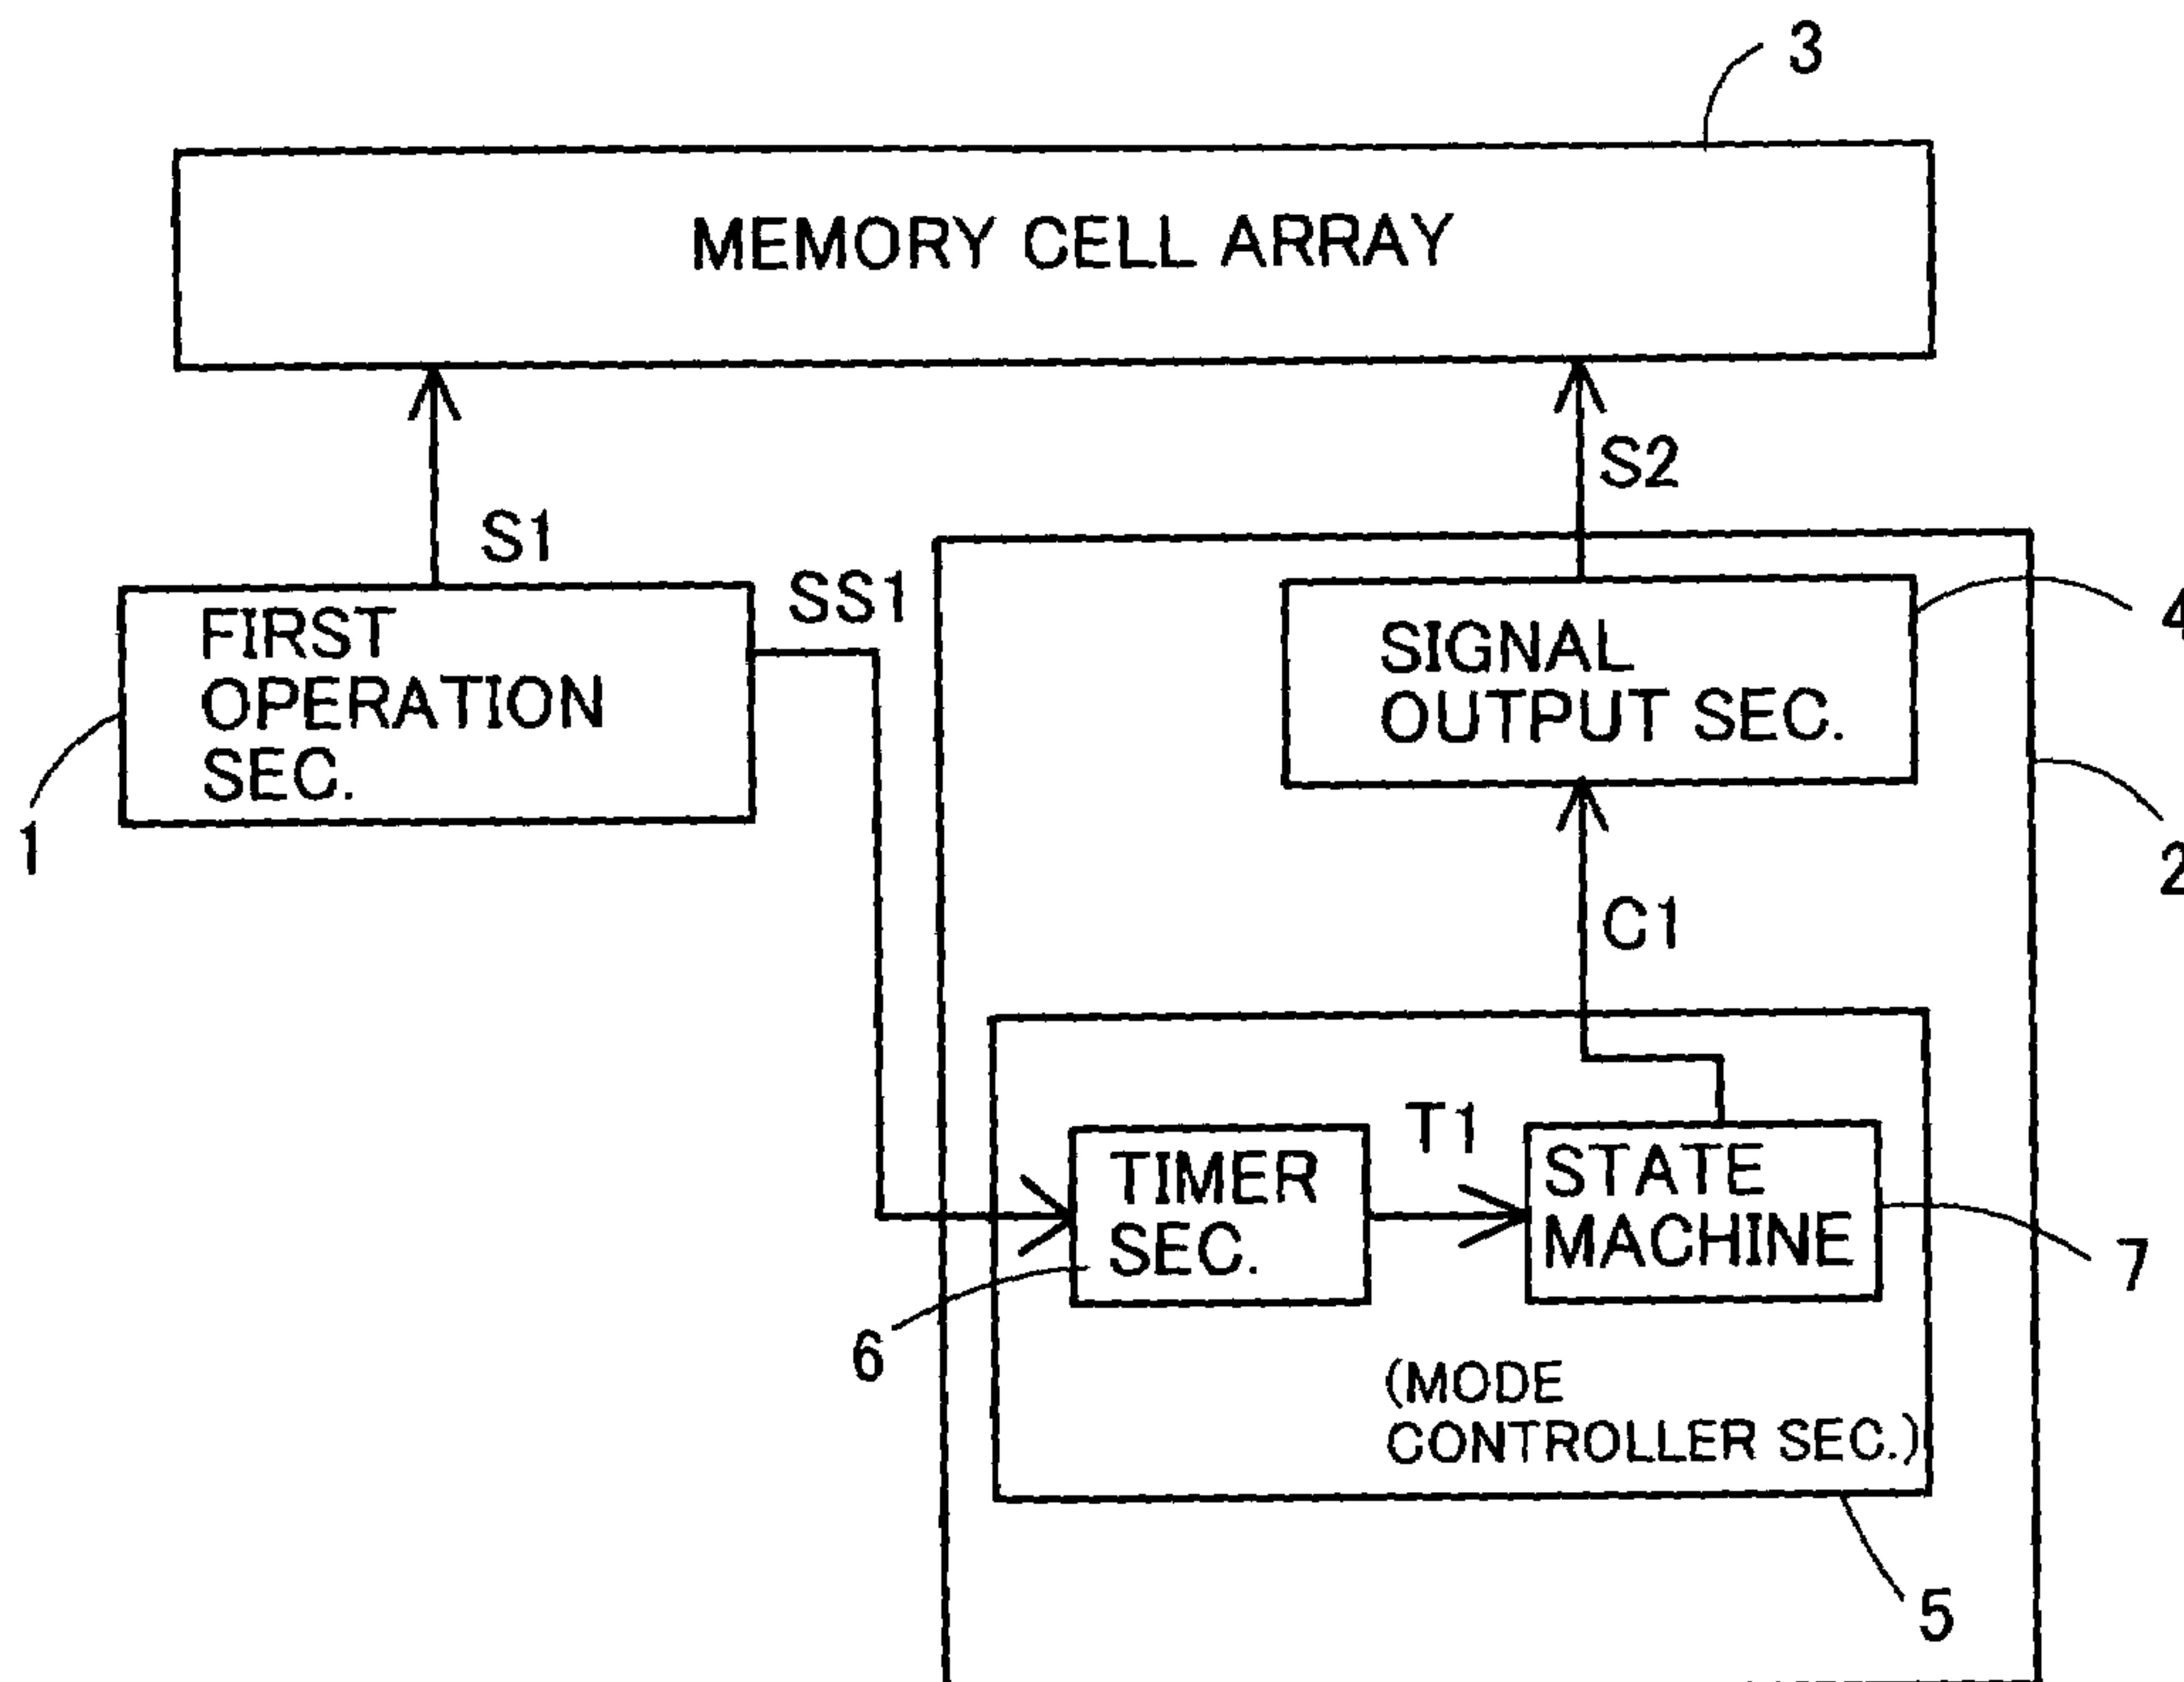 3
MEMORY CELL ARRAY
S2
S1
SS1
FIRST
OPERATION
SEC.
1
SIGNAL
OUTPUT SEC.
4
2
C1
T1
TIMER
SEC.
STATE
MACHINE
7
6
(MODE
CONTROLLER SEC.)
5